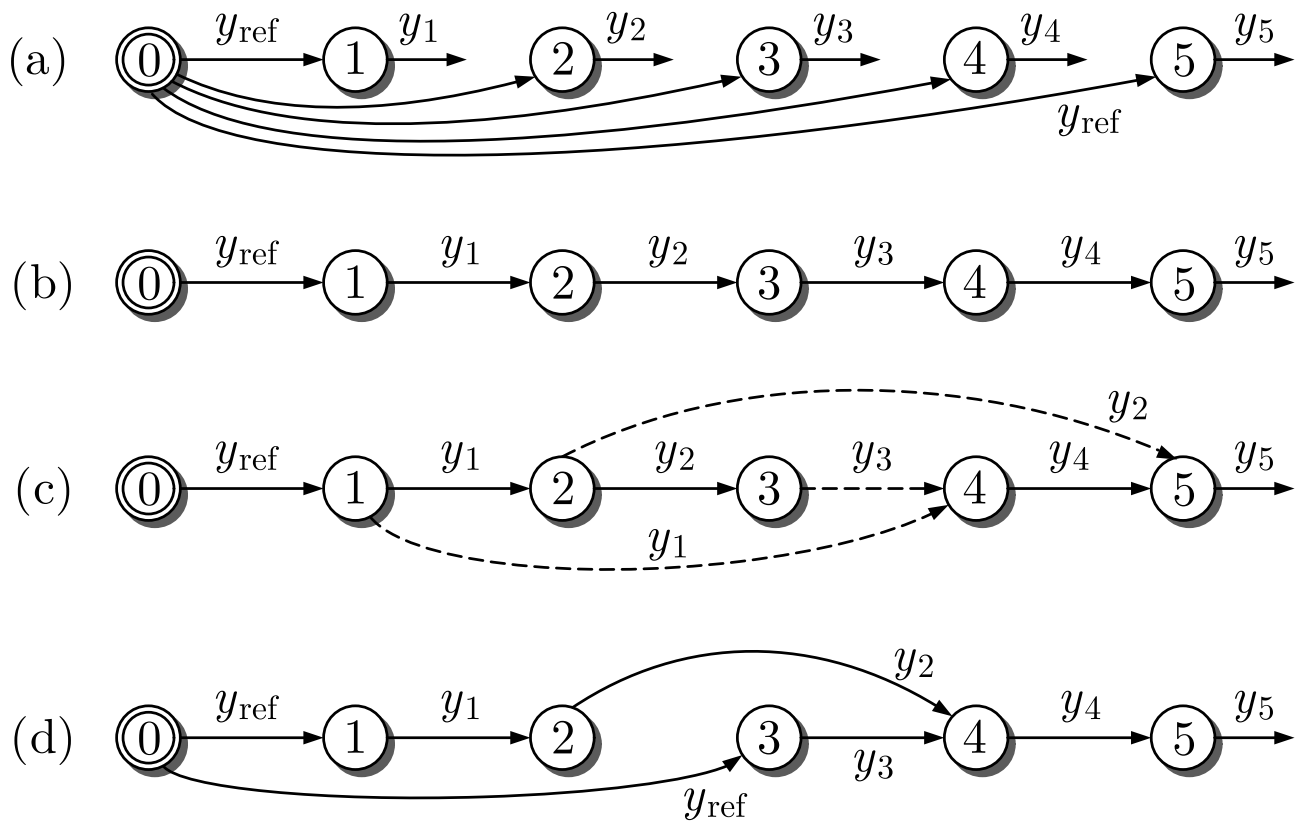 y_ref y_1 y_2 y_3 y_4 y_5
(a) 0 1 2 3 4 5
y_ref
y_ref y_1 y_2 y_3 y_4 y_5
(b) 0 1 2 3 4 5
y_2
y_ref y_1 y_2 y_3 y_4 y_5
(c) 0 1 2 3 4 5
y_1
y_2
y_ref y_1 y_4 y_5
(d) 0 1 2 3 4 5
y_3
y_ref